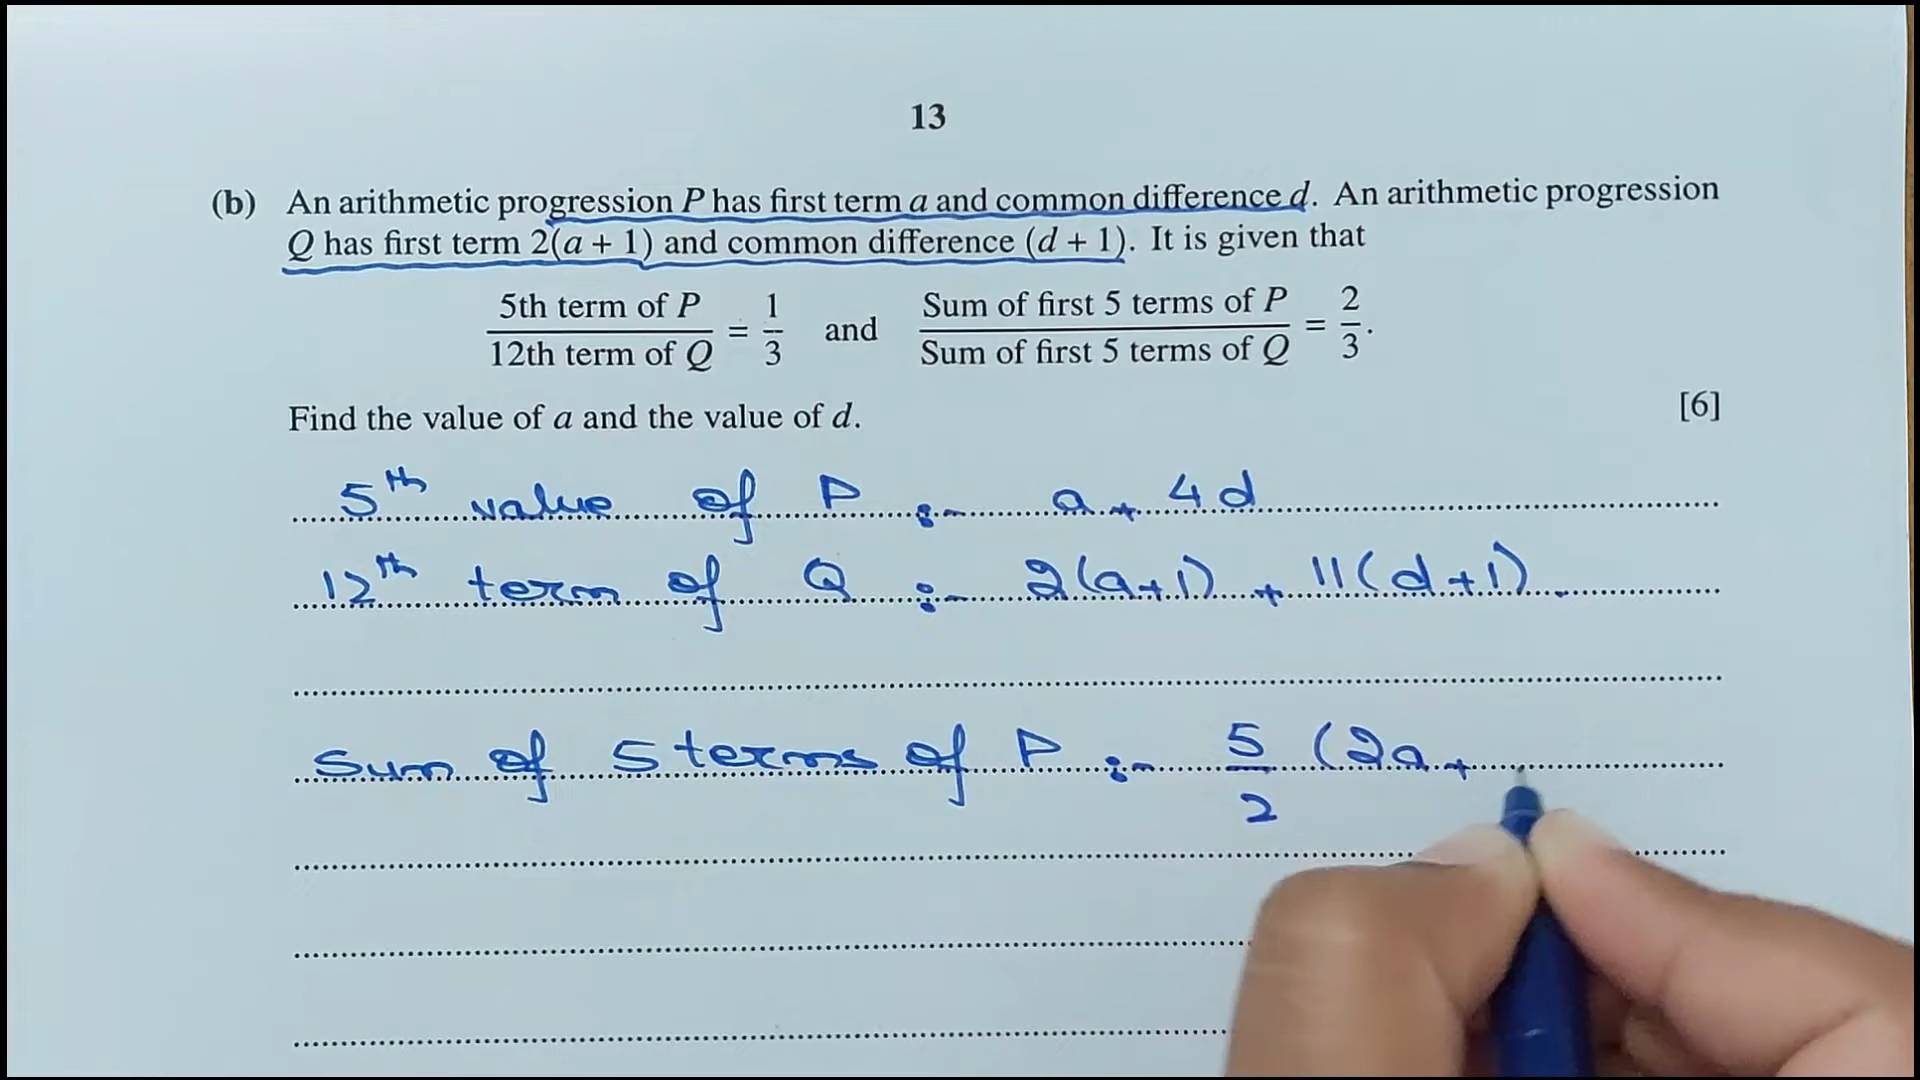 13
(b) An arithmetic progression P has first term a and common difference d. An arithmetic progression
Q has first term 2(a + 1) and common difference (d + 1). It is given that
5th term of P / 12th term of Q = 1/3 and Sum of first 5 terms of P / Sum of first 5 terms of Q = 2/3.
Find the value of a and the value of d. [6]
5th value of P :- a + 4d
12th term of Q :- 2(a+1) + 11(d+1).
Sum of 5 terms of P :- 5/2 (2a +